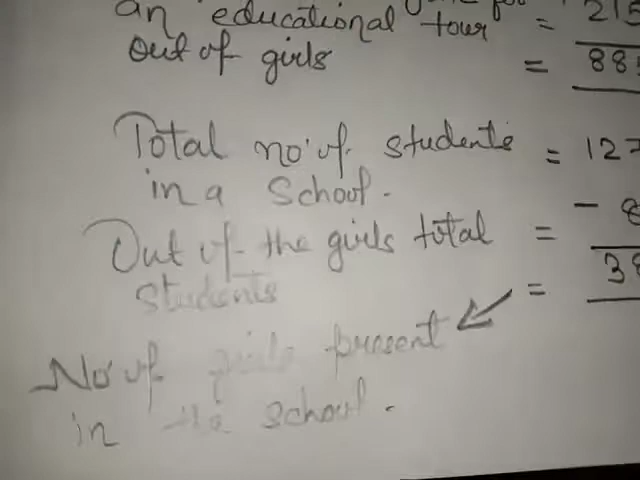 an educational tour = 215
Out of girls = 88
Total no of students = 127
in a School.
Out of the girls total = - 8
Students
= 38
No of girls present
in the school.